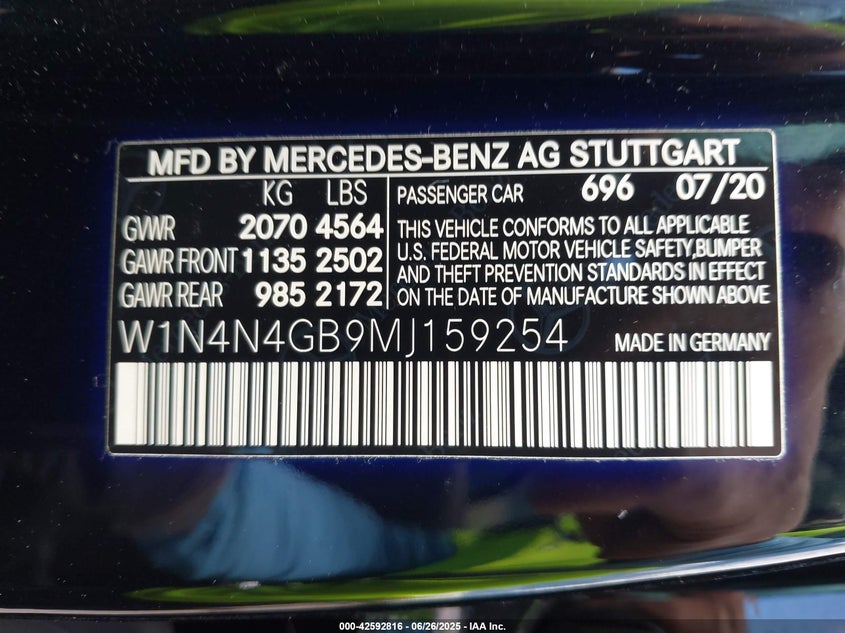 MFD BY MERCEDES-BENZ AG STUTTGART
KG LBS
GVWR 2070 4564
GAWR FRONT 1135 2502
GAWR REAR 985 2172
PASSENGER CAR 696 07/20
THIS VEHICLE CONFORMS TO ALL APPLICABLE
U.S. FEDERAL MOTOR VEHICLE SAFETY,BUMPER
AND THEFT PREVENTION STANDARDS IN EFFECT
ON THE DATE OF MANUFACTURE SHOWN ABOVE
W1N4N4GB9MJ159254 MADE IN GERMANY
000-42592816 - 06/26/2025 - IAA Inc.